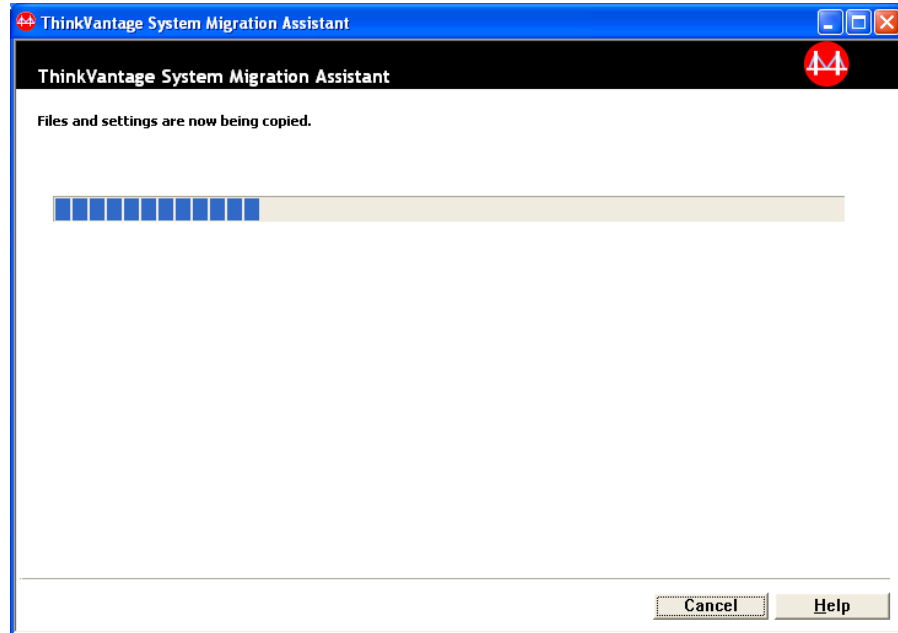 ThinkVantage System Migration Assistant
ThinkVantage System Migration Assistant
Files and settings are now being copied.
Cancel
Help